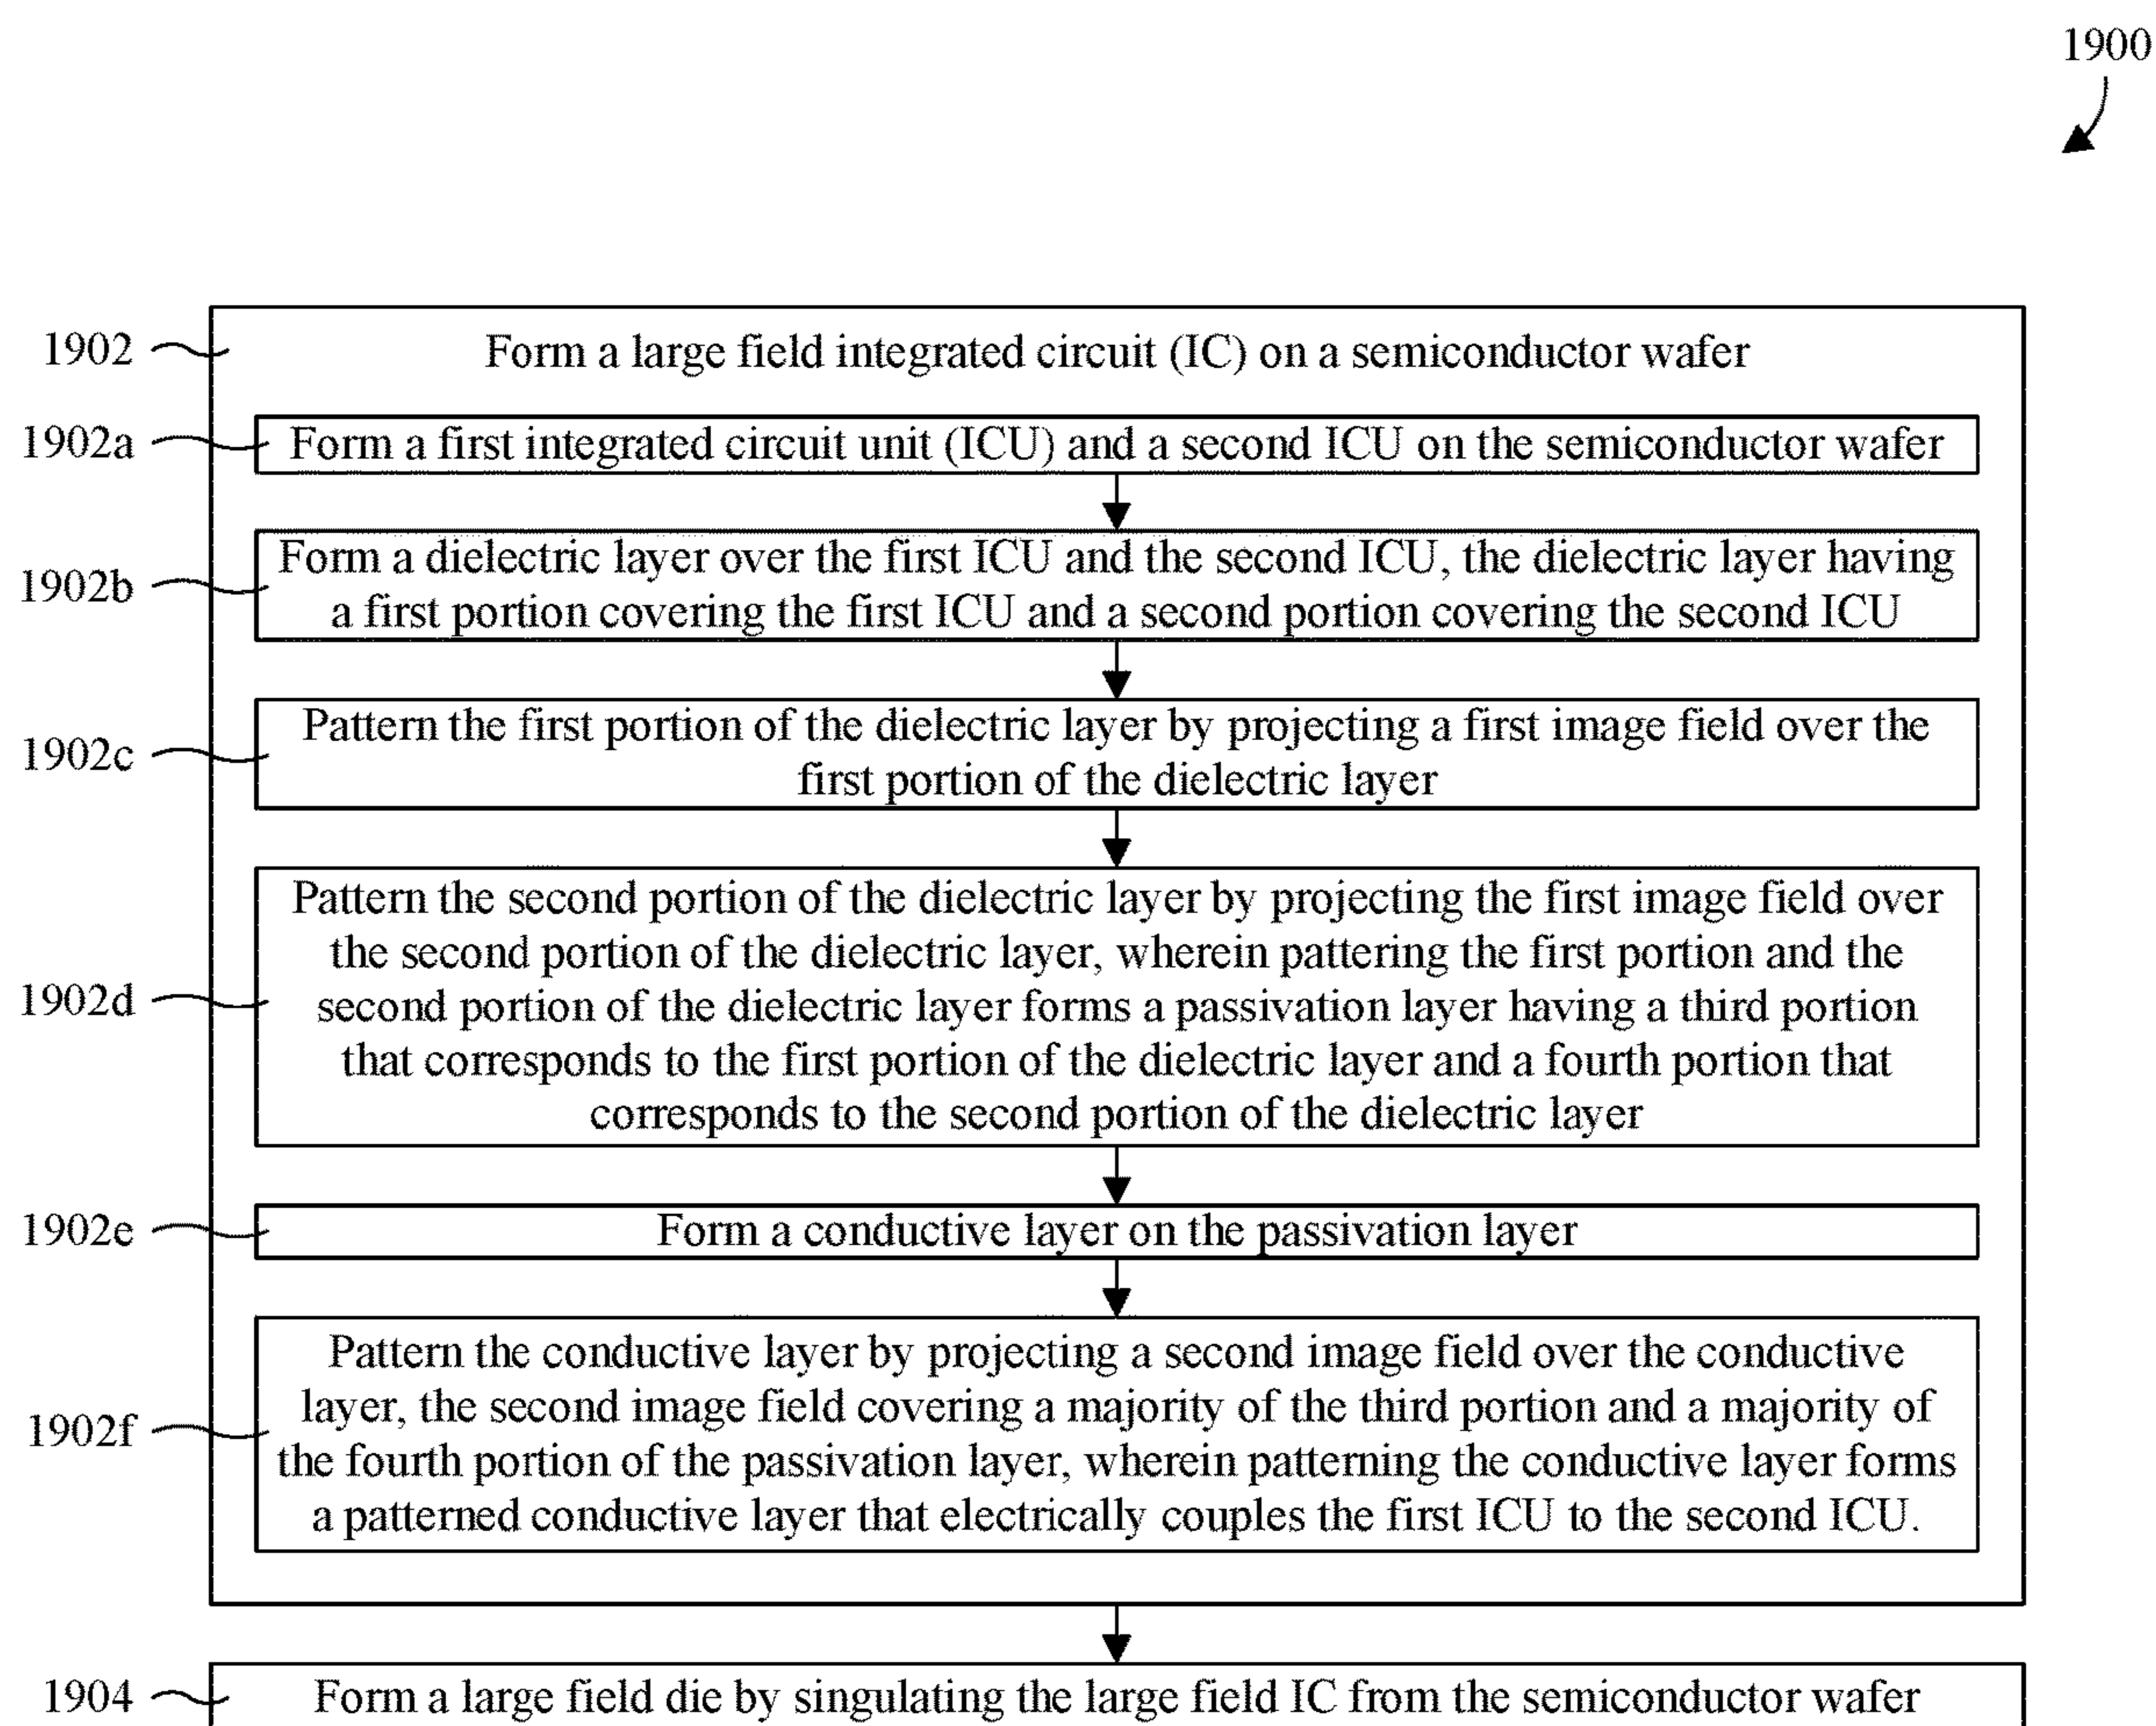 1900
1902
Form a large field integrated circuit (IC) on a semiconductor wafer
1902a
Form a first integrated circuit unit (ICU) and a second ICU on the semiconductor wafer
1902b
Form a dielectric layer over the first ICU and the second ICU, the dielectric layer having
a first portion covering the first ICU and a second portion covering the second ICU
1902c
Pattern the first portion of the dielectric layer by projecting a first image field over the
first portion of the dielectric layer
1902d
Pattern the second portion of the dielectric layer by projecting the first image field over
the second portion of the dielectric layer, wherein pattering the first portion and the
second portion of the dielectric layer forms a passivation layer having a third portion
that corresponds to the first portion of the dielectric layer and a fourth portion that
corresponds to the second portion of the dielectric layer
1902e
Form a conductive layer on the passivation layer
1902f
Pattern the conductive layer by projecting a second image field over the conductive
layer, the second image field covering a majority of the third portion and a majority of
the fourth portion of the passivation layer, wherein patterning the conductive layer forms
a patterned conductive layer that electrically couples the first ICU to the second ICU.
1904
Form a large field die by singulating the large field IC from the semiconductor wafer